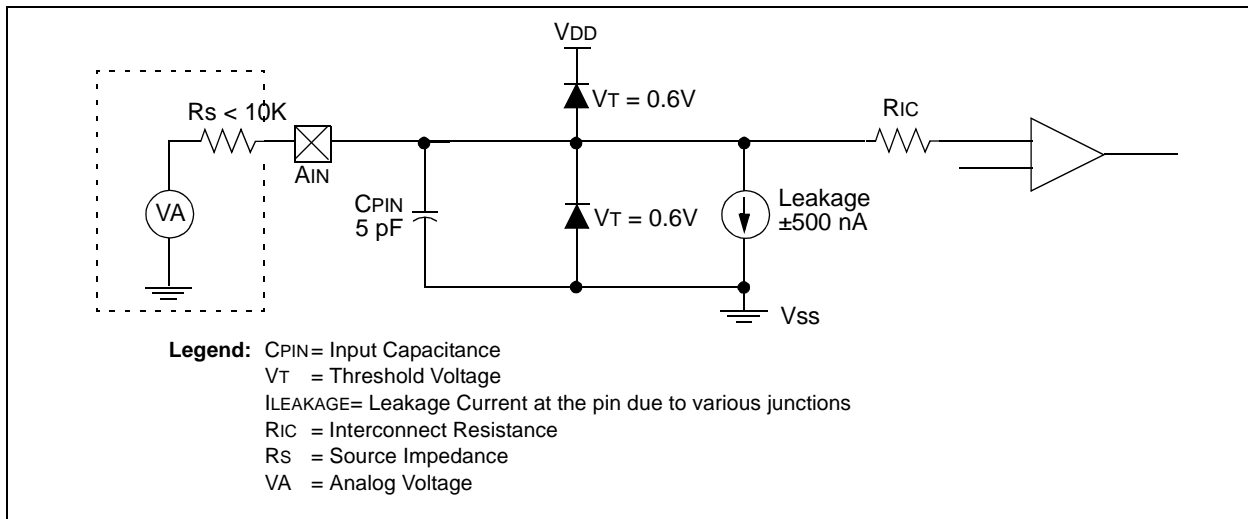 VDD
VT = 0.6V
RS < 10K
RIC
AIN
VA
CPIN
5 pF
VT = 0.6V
Leakage
±500 nA
VSS
Legend: CPIN= Input Capacitance
VT = Threshold Voltage
ILEAKAGE= Leakage Current at the pin due to various junctions
RIC = Interconnect Resistance
RS = Source Impedance
VA = Analog Voltage